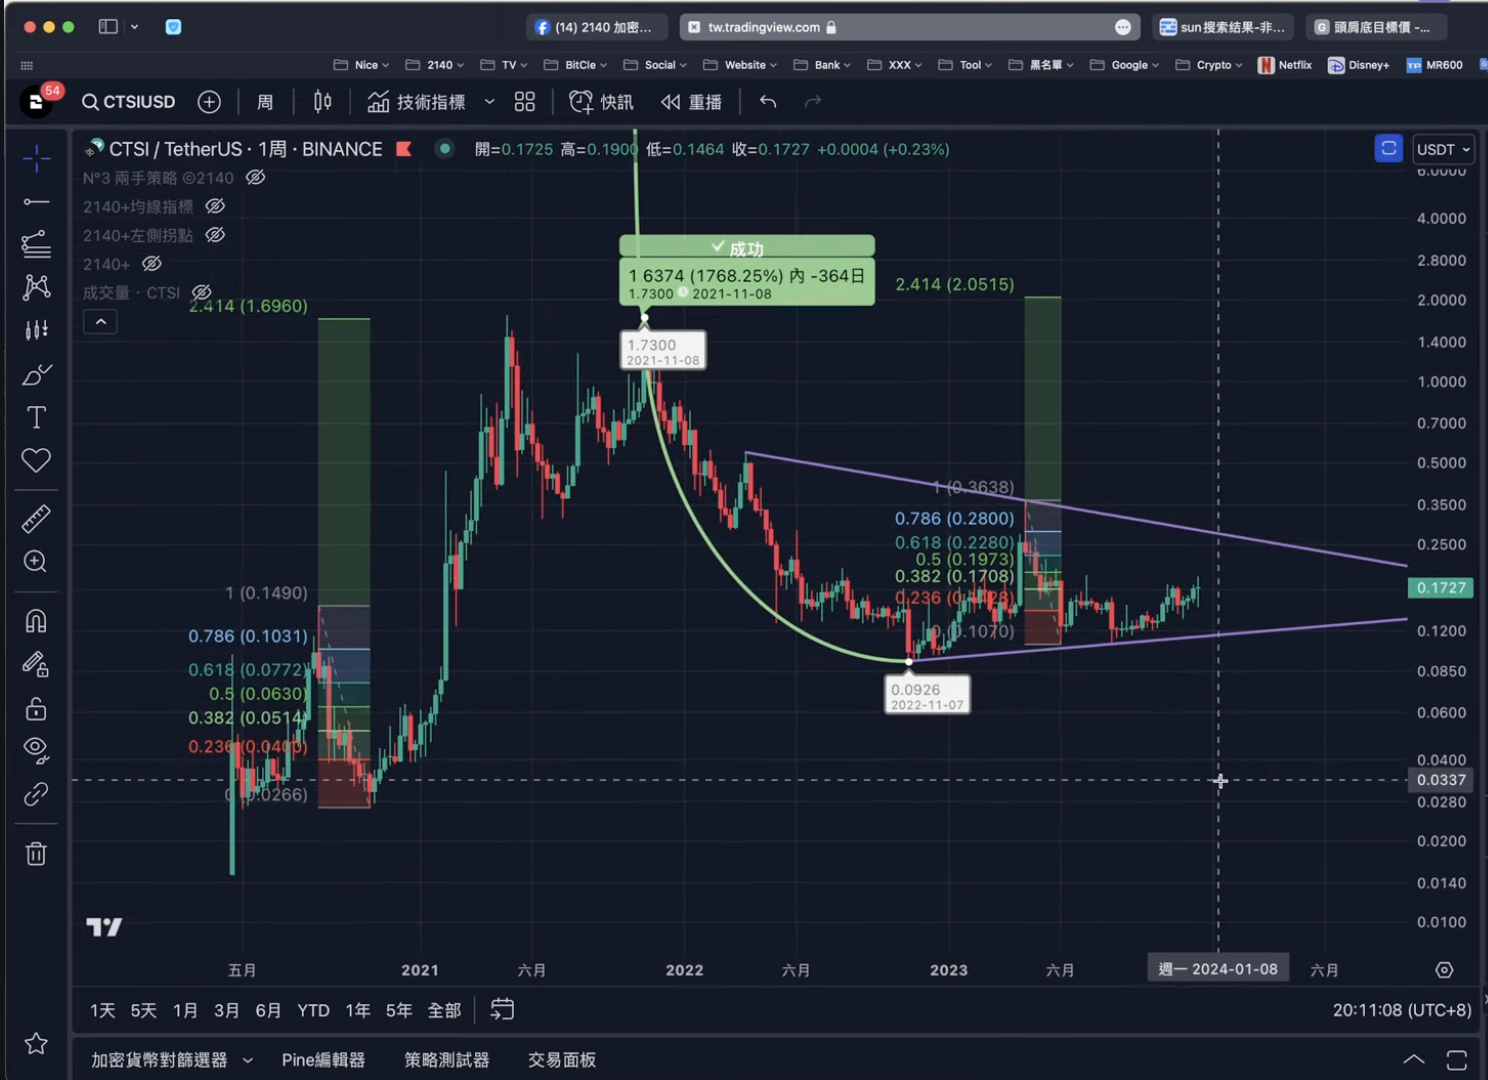 (14) 2140 加密...
tw.tradingview.com
sun搜索结果-非...
頭肩底目標價 -...
Nice
2140
TV
BitCle
Social
Website
Bank
XXX
Tool
黑名單
Google
Crypto
Netflix
Disney+
MR600
54
CTSIUSD
周
技術指標
快訊
重播
CTSI / TetherUS · 1周 · BINANCE
開=0.1725 高=0.1900 低=0.1464 收=0.1727 +0.0004 (+0.23%)
USDT
Nº3 兩手策略 ©2140
2140+均線指標
2140+左側拐點
2140+
成交量 · CTSI
成功
1 6374 (1768.25%) 內 -364日
1.7300 2021-11-08
1.7300
2021-11-08
2.414 (1.6960)
1 (0.1490)
0.786 (0.1031)
0.618 (0.0772)
0.5 (0.0630)
0.382 (0.0514)
0.236 (0.0400)
0 (0.0266)
2.414 (2.0515)
1 (0.3638)
0.786 (0.2800)
0.618 (0.2280)
0.5 (0.1973)
0.382 (0.1708)
0.236 (0.1428)
0 (0.1070)
0.0926
2022-11-07
6.0000
4.0000
2.8000
2.0000
1.4000
1.0000
0.7000
0.5000
0.3500
0.2500
0.1727
0.1200
0.0850
0.0600
0.0400
0.0337
0.0280
0.0200
0.0140
0.0100
五月
2021
六月
2022
六月
2023
六月
週一 2024-01-08
六月
1天 5天 1月 3月 6月 YTD 1年 5年 全部
20:11:08 (UTC+8)
加密貨幣對篩選器
Pine編輯器
策略測試器
交易面板